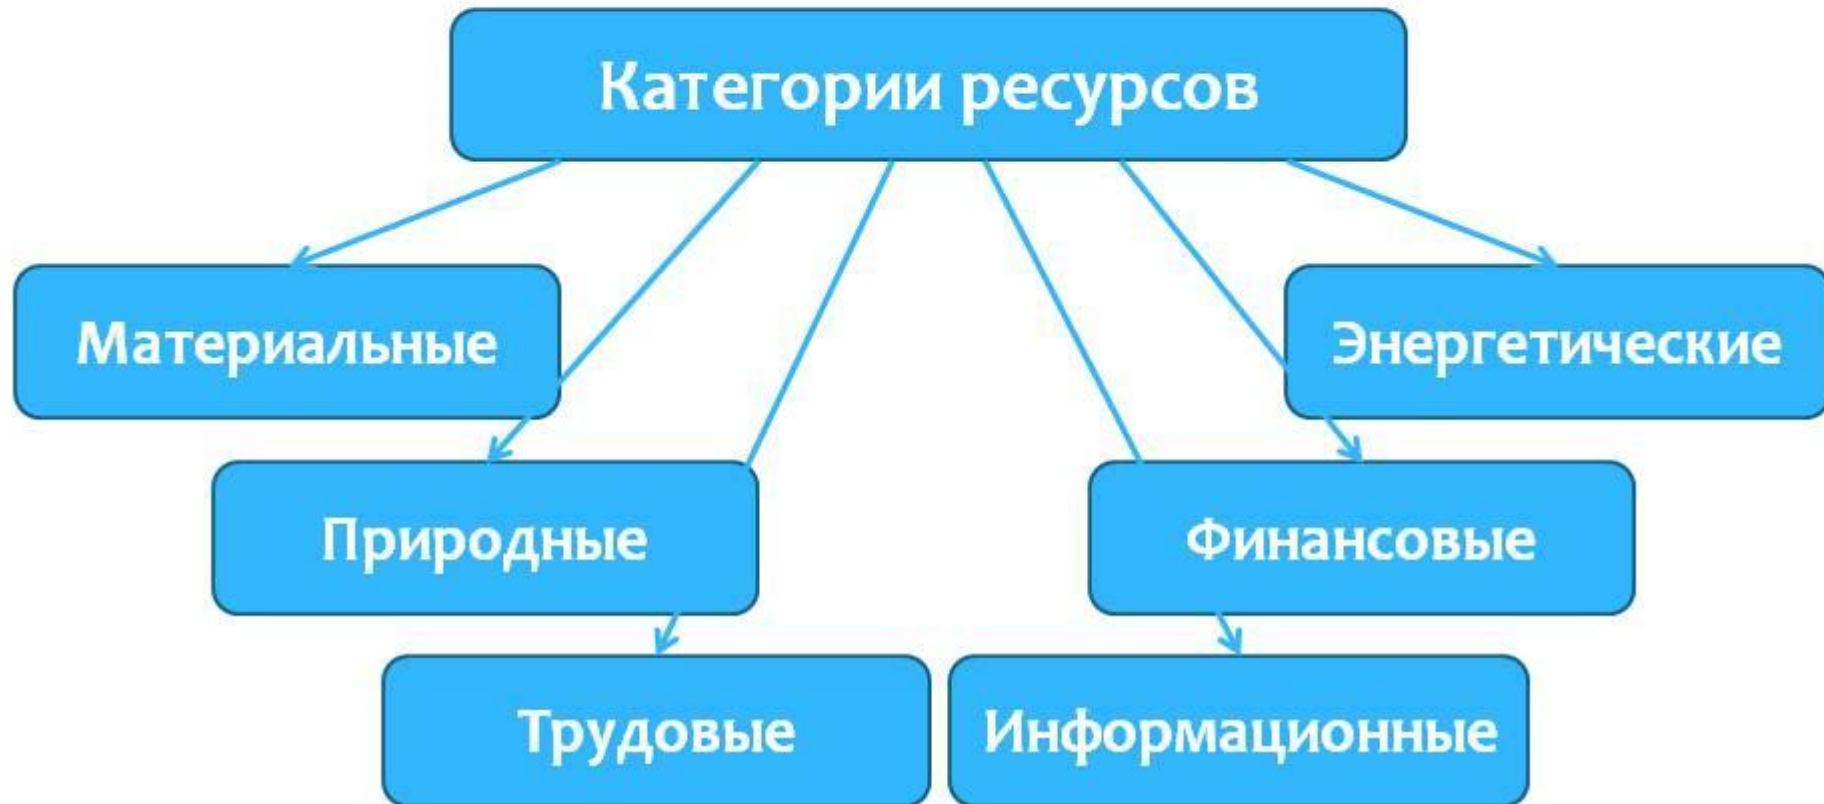 Категории ресурсов
Материальные
Энергетические
Природные
Финансовые
Трудовые
Информационные